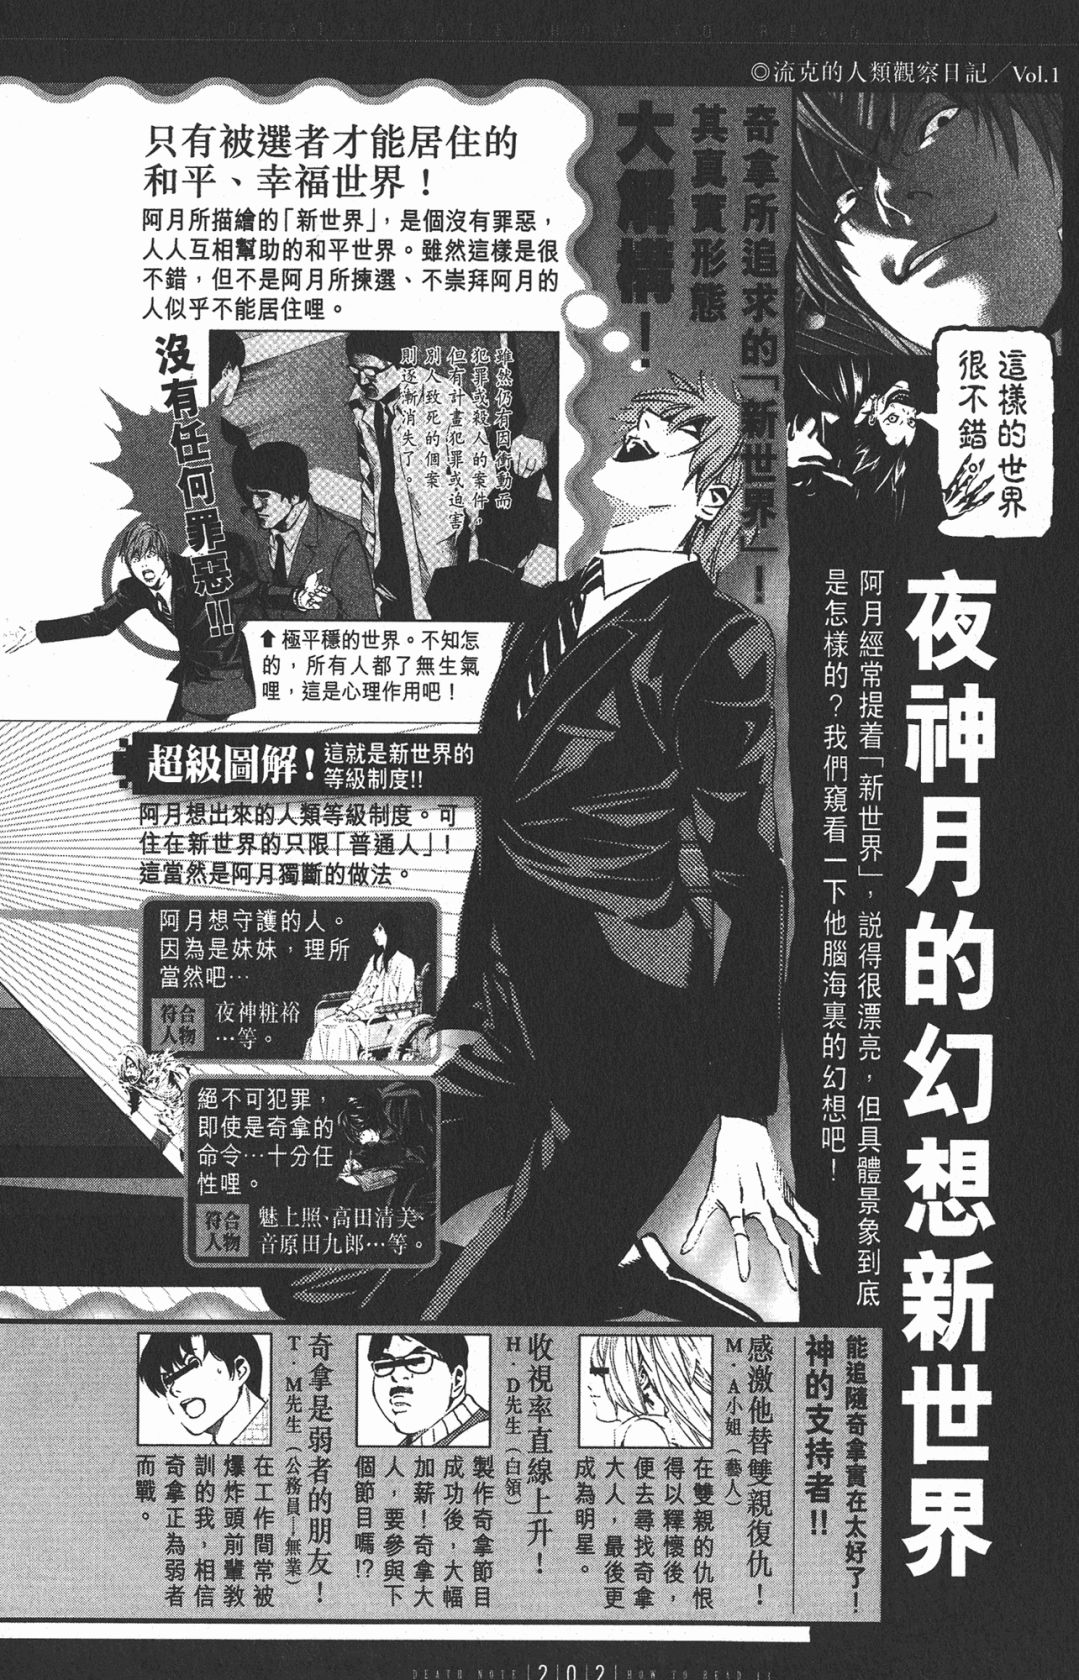 DEATH NOTE HOW TO READ 13
◎流克的人類觀察日記／Vol.1
這樣的世界
很不錯。
夜神月的幻想新世界
阿月經常提着「新世界」，説得很漂亮，但具體景象到底
是怎樣的？我們窺看一下他腦海裏的幻想吧！
奇拿所追求的「新世界」！
其真實形態
大解構！
只有被選者才能居住的
和平、幸福世界！
阿月所描繪的「新世界」，是個沒有罪惡，
人人互相幫助的和平世界。雖然這樣是很
不錯，但不是阿月所揀選、不崇拜阿月的
人似乎不能居住哩。
雖然仍有因衝動而
犯罪或殺人的案件，
但有計畫犯罪或迫害
別人致死的個案
則逐漸消失了。
沒有任何罪惡!!
⬆極平穩的世界。不知怎
的，所有人都了無生氣
哩，這是心理作用吧！
超級圖解！
這就是新世界的
等級制度!!
阿月想出來的人類等級制度。可
住在新世界的只限「普通人」！
這當然是阿月獨斷的做法。
阿月想守護的人。
因為是妹妹，理所
當然吧…
符合
人物
夜神粧裕
…等。
絕不可犯罪，
即使是奇拿的
命令…十分任
性哩。
符合
人物
魅上照、高田清美、
音原田九郎…等。
能追隨奇拿實在太好了！
神的支持者!!
感激他替雙親復仇！
M・A小姐（藝人）
在雙親的仇恨
得以釋懷後，
便去尋找奇拿
大人，最後更
成為明星。
收視率直線上升！
H・D先生（白領）
製作奇拿節目
成功後，大幅
加薪！奇拿大
人，要參與下
個節目嗎!?
奇拿是弱者的朋友！
T・M先生（公務員→無業）
在工作間常被
爆炸頭前輩教
訓的我，相信
奇拿正為弱者
而戰。
DEATH NOTE|2|0|2|HOW TO READ 13